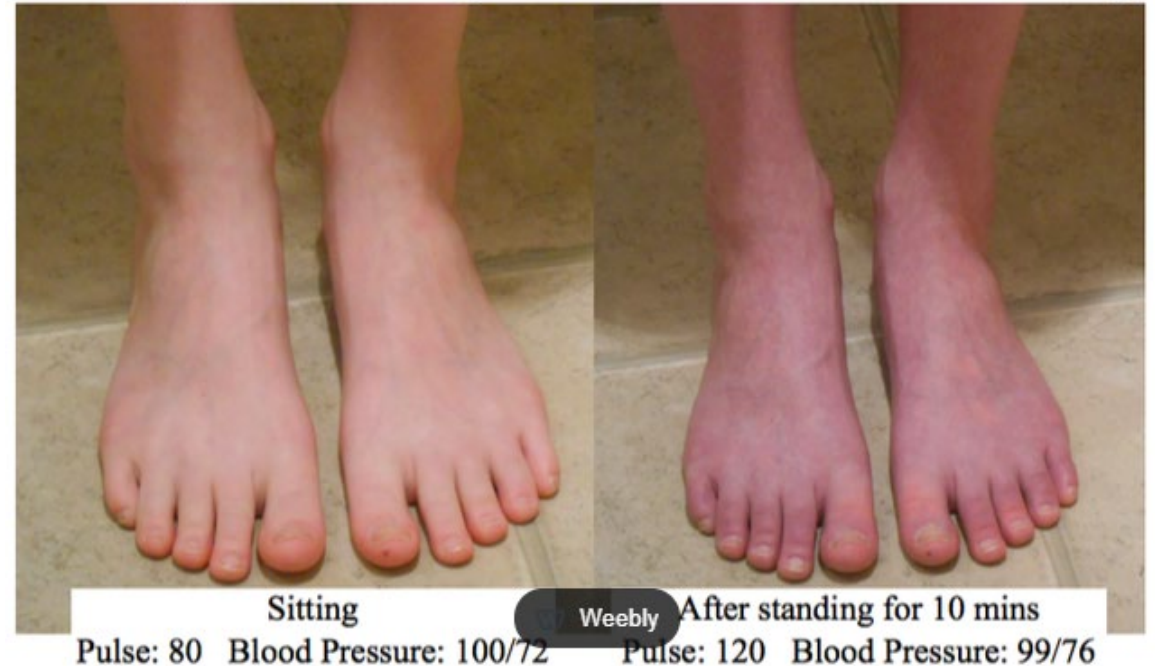 Sitting
Pulse: 80 Blood Pressure: 100/72
Weebly
After standing for 10 mins
Pulse: 120 Blood Pressure: 99/76